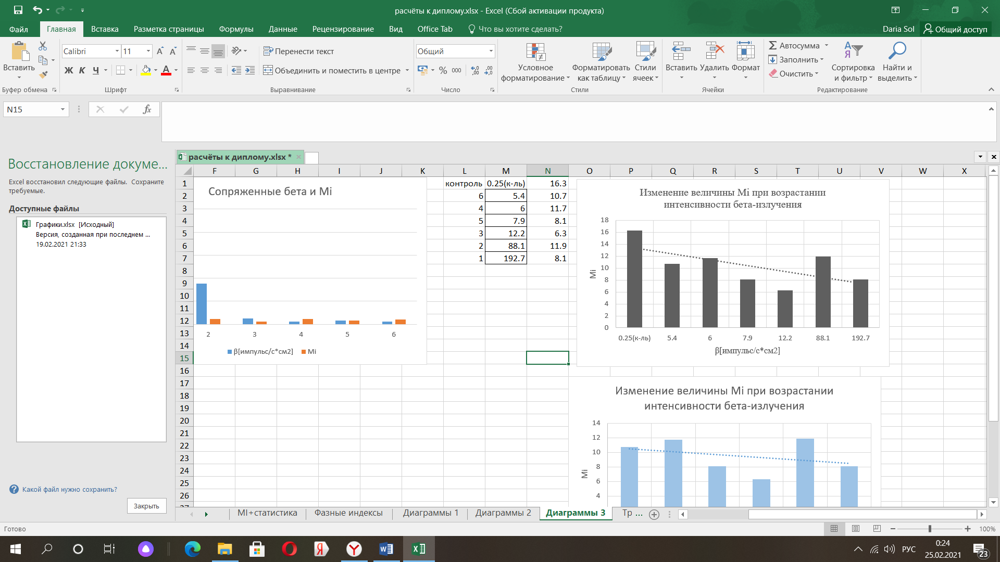 расчёты к диплому.xlsx - Excel (Сбой активации продукта)
Файл Главная Вставка Разметка страницы Формулы Данные Рецензирование Вид Office Tab Что вы хотите сделать? Daria Sol Общий доступ
Вставить
Буфер обмена
Calibri 11
Ж К Ч А
Шрифт
Перенести текст
Объединить и поместить в центре
Выравнивание
Общий
% 000
Число
Условное форматирование
Форматировать как таблицу
Стили ячеек
Стили
Вставить Удалить Формат
Ячейки
Автосумма
Заполнить
Очистить
Сортировка и фильтр
Найти и выделить
Редактирование
N15
fx
Восстановление докуме...
Excel восстановил следующие файлы. Сохраните
требуемые.
Доступные файлы
Графики.xlsx [Исходный]
Версия, созданная при последнем ...
19.02.2021 21:33
Какой файл нужно сохранить?
Закрыть
расчёты к диплому.xlsx *
F G H I J K L M N O P Q R S T U V W X
1 контроль 0.25(к-ль) 16.3
2 6 5.4 10.7
3 4 6 11.7
4 5 7.9 8.1
5 3 12.2 6.3
6 2 88.1 11.9
7 1 192.7 8.1
8
9
10
11
12
13
14
15
16
17
18
19
20
21
22
23
24
25
26
27
Сопряженные бета и Mi
2 3 4 5 6
β[импульс/с*см2] Mi
Изменение величины Mi при возрастании
интенсивности бета-излучения
18
16
14
12
10
8
6
4
2
0
Mi
0.25(к-ль) 5.4 6 7.9 12.2 88.1 192.7
β[импульс/с*см2]
Изменение величины Mi при возрастании
интенсивности бета-излучения
14
12
10
8
6
4
Mi
MI+статистика Фазные индексы Диаграммы 1 Диаграммы 2 Диаграммы 3 Тр ...
Готово
100%
РУС
0:24
25.02.2021
23